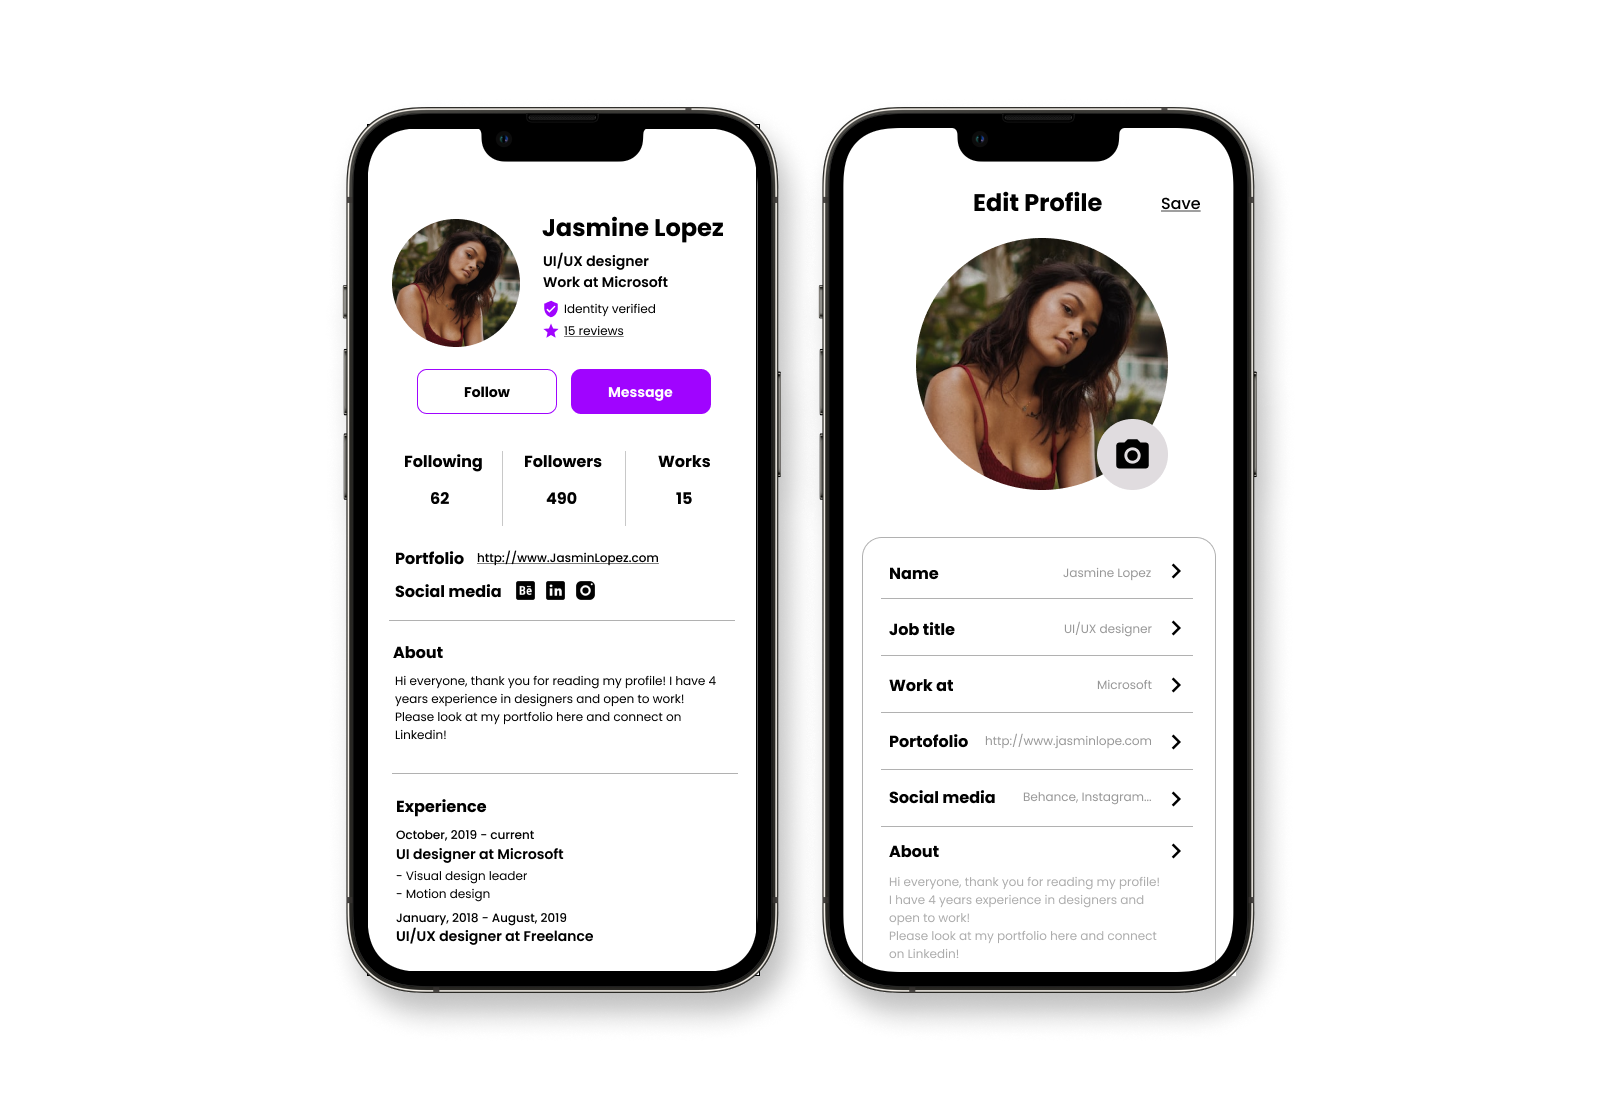 Jasmine Lopez
UI/UX designer
Work at Microsoft
Identity verified
15 reviews
Follow Message
Following Followers Works
62 490 15
Portfolio http://www.JasminLopez.com
Social media Bē in
About
Hi everyone, thank you for reading my profile! I have 4
years experience in designers and open to work!
Please look at my portfolio here and connect on
Linkedin!
Experience
October, 2019 - current
UI designer at Microsoft
- Visual design leader
- Motion design
January, 2018 - August, 2019
UI/UX designer at Freelance
Edit Profile Save
Name Jasmine Lopez
Job title UI/UX designer
Work at Microsoft
Portofolio http://www.jasminlope.com
Social media Behance, Instagram...
About
Hi everyone, thank you for reading my profile!
I have 4 years experience in designers and
open to work!
Please look at my portfolio here and connect
on Linkedin!